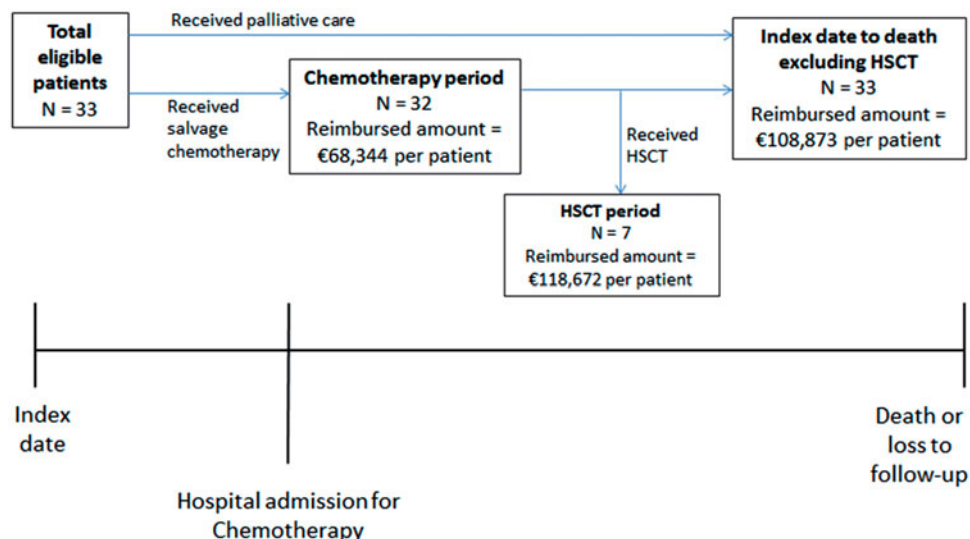 Total
eligible
patients
N = 33
Received palliative care
Received
salvage
chemotherapy
Chemotherapy period
N = 32
Reimbursed amount =
€68,344 per patient
Received
HSCT
HSCT period
N = 7
Reimbursed amount =
€118,672 per patient
Index date to death
excluding HSCT
N = 33
Reimbursed amount =
€108,873 per patient
Index
date
Hospital admission for
Chemotherapy
Death or
loss to
follow-up